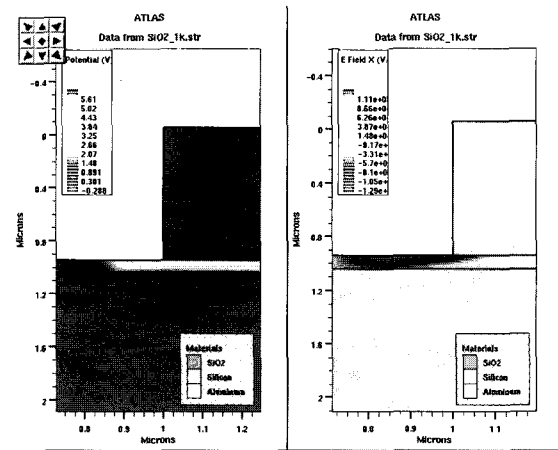 ATLAS
Data from SiO2_1k.str
Potential (V
5.61
5.02
4.43
3.84
3.25
2.66
2.07
1.48
0.891
0.301
-0.288
-0.4
0
0.4
0.8
1.2
1.6
2
Microns
Materials
SiO2
Silicon
Aluminum
0.8
0.9
1
1.1
1.2
Microns
ATLAS
Data from SiO2_1k.str
E Field X (V
1.11e+0
8.66e+0
6.26e+0
3.87e+0
1.48e+0
-9.17e+
-3.31e+
-5.7e+0
-8.1e+0
-1.05e+
-1.29e+
-0.4
0
0.4
0.8
1.2
1.6
2
Microns
Materials
SiO2
Silicon
Aluminum
0.8
0.9
1
1.1
Microns